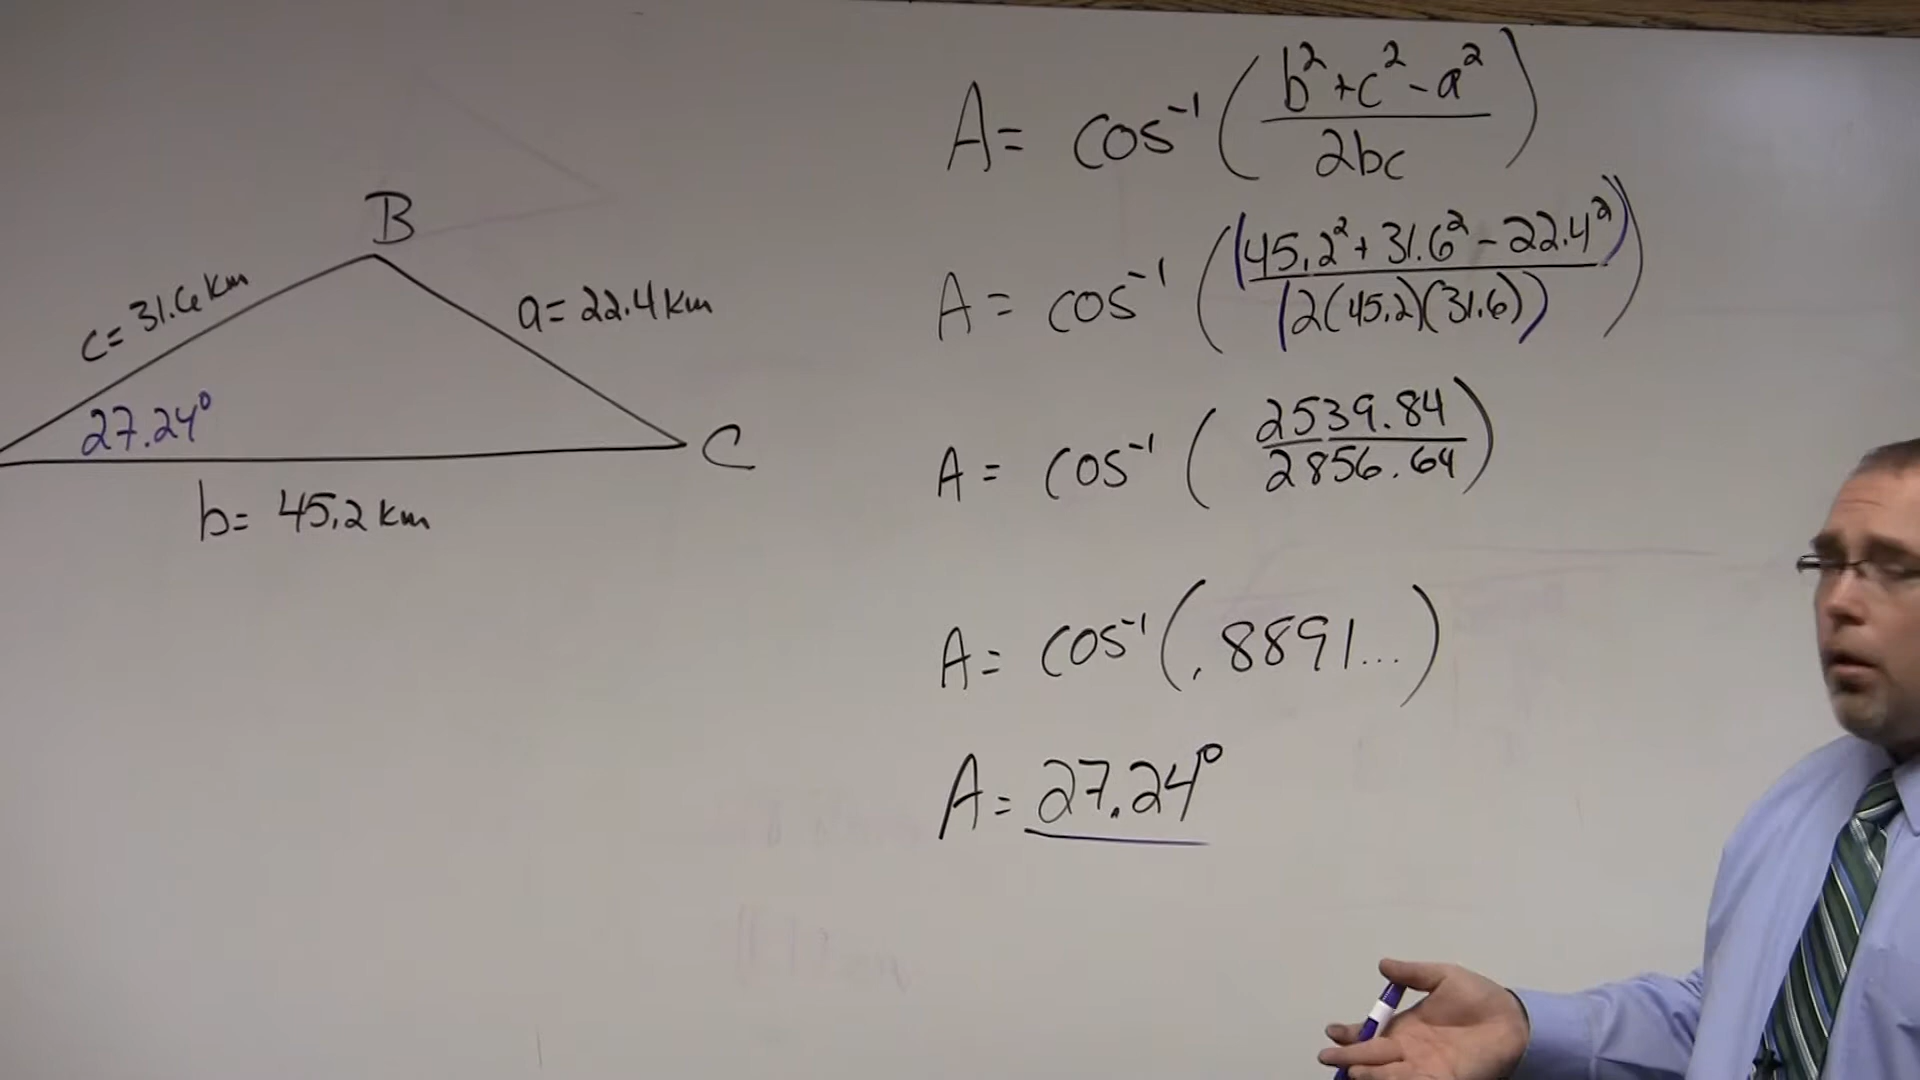 B
c= 31.6 km
a= 22.4 km
27.24°
C
b= 45.2 km
A= cos⁻¹ ( b²+c²-a² / 2bc )
A= cos⁻¹ ( (45.2²+31.6²-22.4²) / (2(45.2)(31.6)) )
A= cos⁻¹ ( 2539.84 / 2856.64 )
A= cos⁻¹ (.8891...)
A= 27.24°